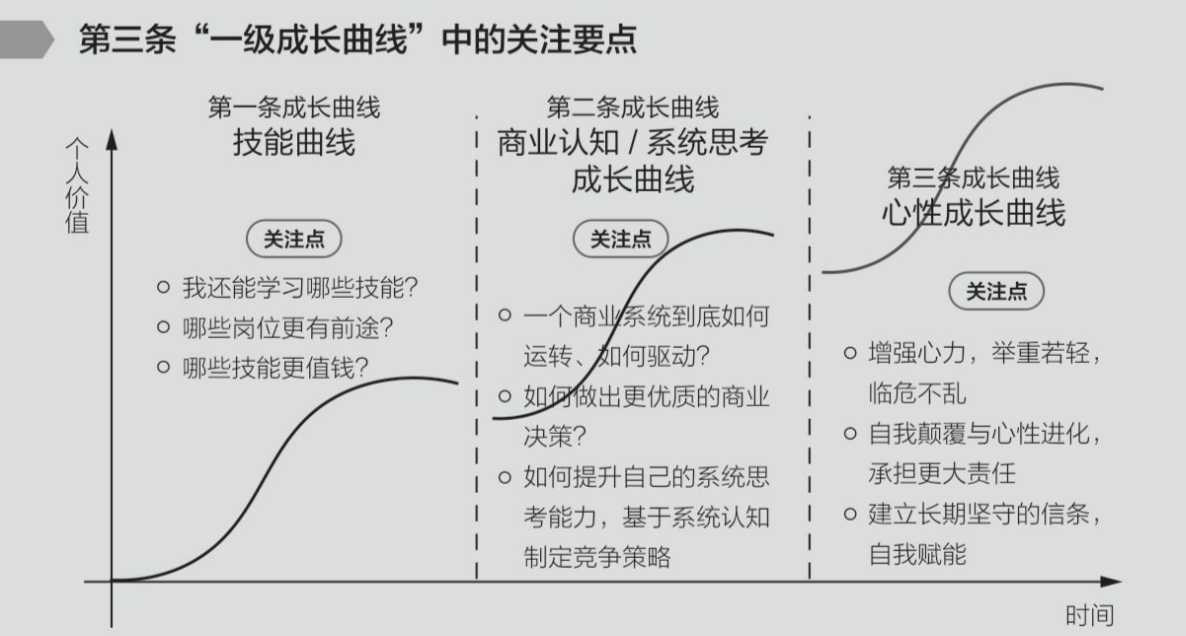 第三条“一级成长曲线”中的关注要点
个人价值
第一条成长曲线
技能曲线
关注点
我还能学习哪些技能？
哪些岗位更有前途？
哪些技能更值钱？
第二条成长曲线
商业认知 / 系统思考
成长曲线
关注点
一个商业系统到底如何
运转、如何驱动？
如何做出更优质的商业
决策？
如何提升自己的系统思
考能力，基于系统认知
制定竞争策略
第三条成长曲线
心性成长曲线
关注点
增强心力，举重若轻，
临危不乱
自我颠覆与心性进化，
承担更大责任
建立长期坚守的信条，
自我赋能
时间